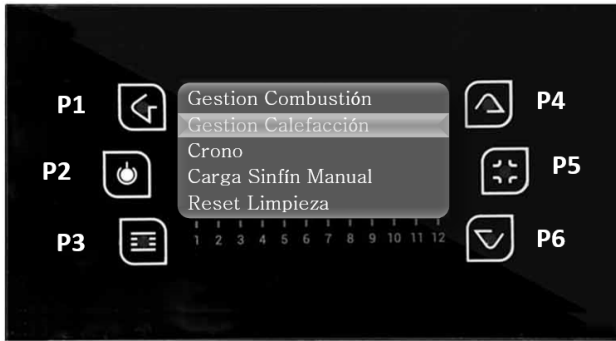 Gestion Combustión
P1
P4
Gestion Calefacción
Crono
P2
P5
Carga Sinfín Manual
Reset Limpieza
P3
1 2 3 4 5 6 7 8 9 10 11 12
P6